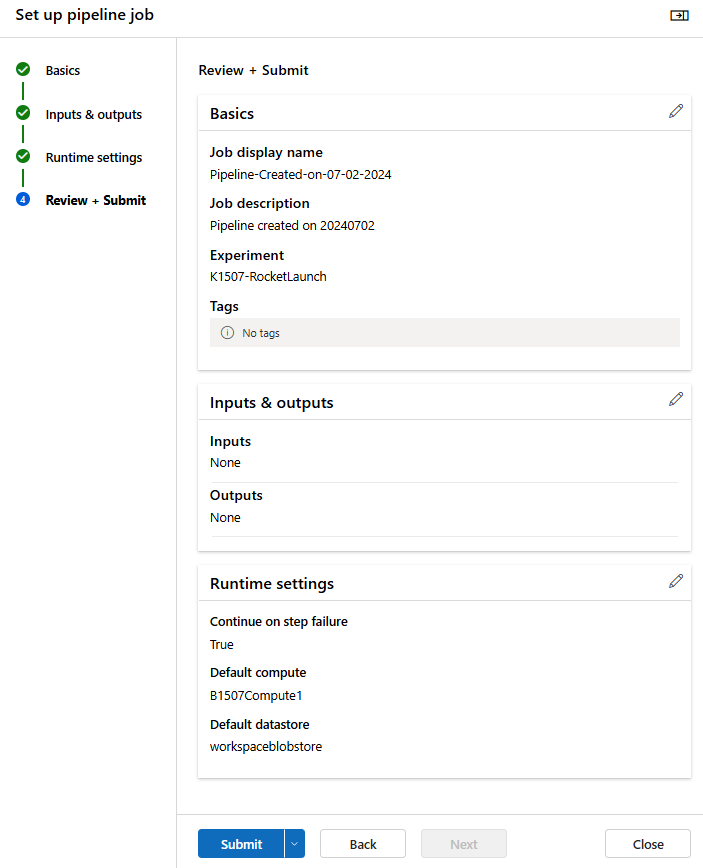 Set up pipeline job
Basics
Inputs & outputs
Runtime settings
4
Review + Submit
Review + Submit
Basics
Job display name
Pipeline-Created-on-07-02-2024
Job description
Pipeline created on 20240702
Experiment
K1507-RocketLaunch
Tags
No tags
Inputs & outputs
Inputs
None
Outputs
None
Runtime settings
Continue on step failure
True
Default compute
B1507Compute1
Default datastore
workspaceblobstore
Submit
Back
Next
Close